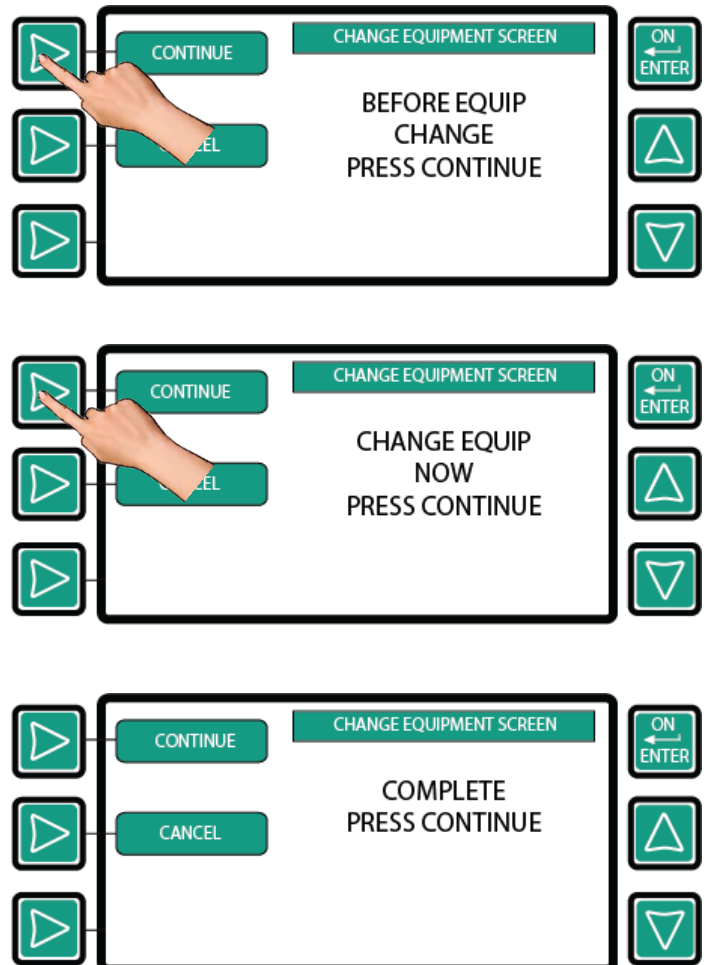 CONTINUE
CHANGE EQUIPMENT SCREEN
ON
ENTER
BEFORE EQUIP
CHANGE
PRESS CONTINUE
CONTINUE
CHANGE EQUIPMENT SCREEN
ON
ENTER
CHANGE EQUIP
NOW
PRESS CONTINUE
CONTINUE
CHANGE EQUIPMENT SCREEN
ON
ENTER
COMPLETE
PRESS CONTINUE
CANCEL